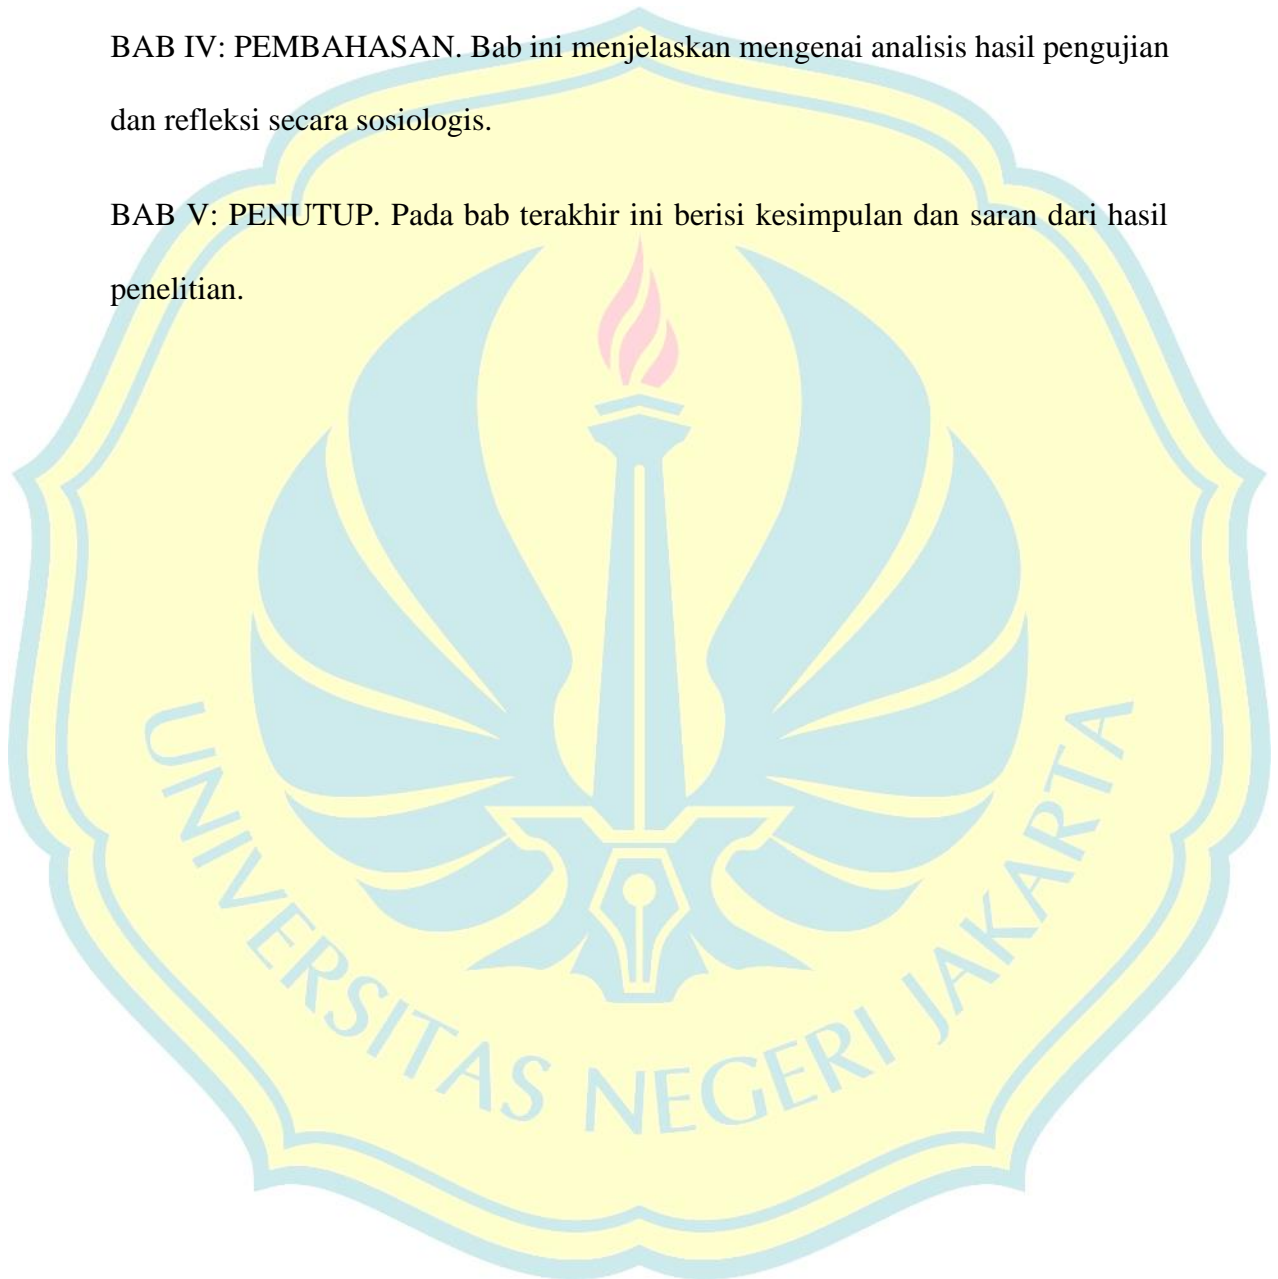 BAB IV: PEMBAHASAN. Bab ini menjelaskan mengenai analisis hasil pengujian
dan refleksi secara sosiologis.
BAB V: PENUTUP. Pada bab terakhir ini berisi kesimpulan dan saran dari hasil
penelitian.
UNIVERSITAS NEGERI JAKARTA